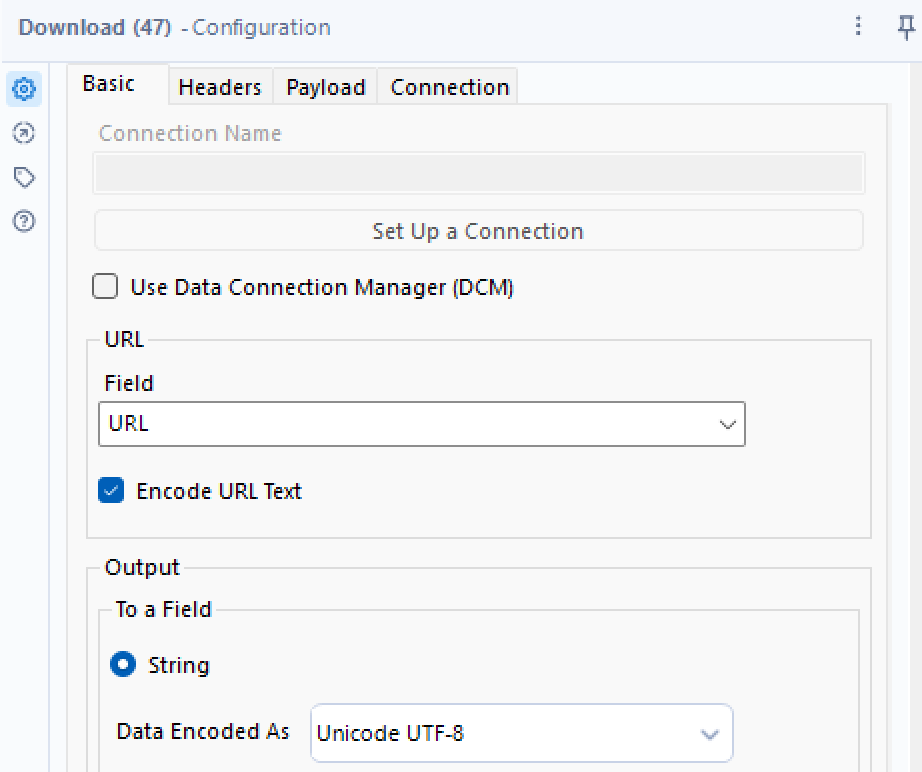 Download (47) - Configuration
Basic Headers Payload Connection
Connection Name
Set Up a Connection
Use Data Connection Manager (DCM)
URL
Field
URL
Encode URL Text
Output
To a Field
String
Data Encoded As Unicode UTF-8